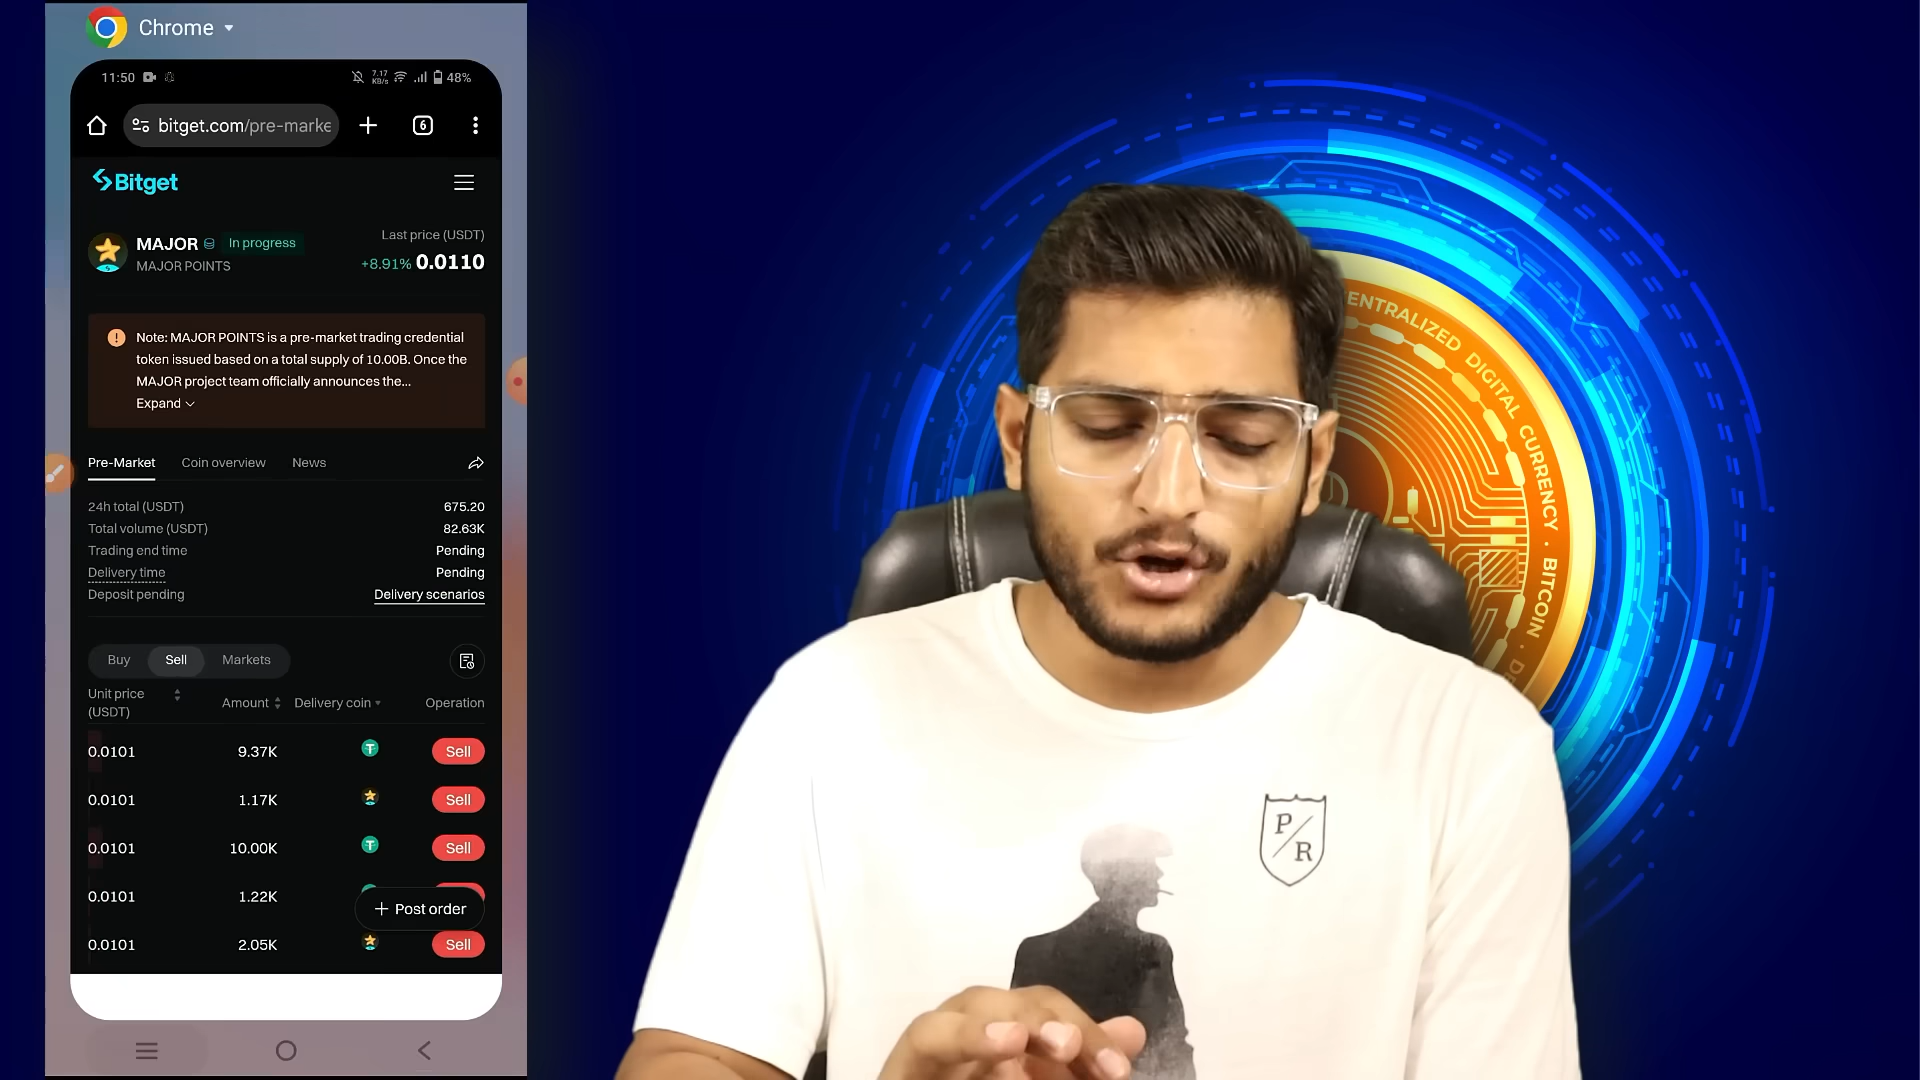 Chrome
11:50 7.17 KB/s 48%
bitget.com/pre-marke 6
Bitget
MAJOR In progress
MAJOR POINTS
Last price (USDT)
+8.91% 0.0110
Note: MAJOR POINTS is a pre-market trading credential
token issued based on a total supply of 10.00B. Once the
MAJOR project team officially announces the...
Expand
Pre-Market Coin overview News
24h total (USDT) 675.20
Total volume (USDT) 82.63K
Trading end time Pending
Delivery time Pending
Deposit pending Delivery scenarios
Buy Sell Markets
Unit price (USDT) Amount Delivery coin Operation
0.0101 9.37K Sell
0.0101 1.17K Sell
0.0101 10.00K Sell
0.0101 1.22K
+ Post order
0.0101 2.05K Sell
ENTRALIZED DIGITAL CURRENCY · BITCOIN · DE
P/R